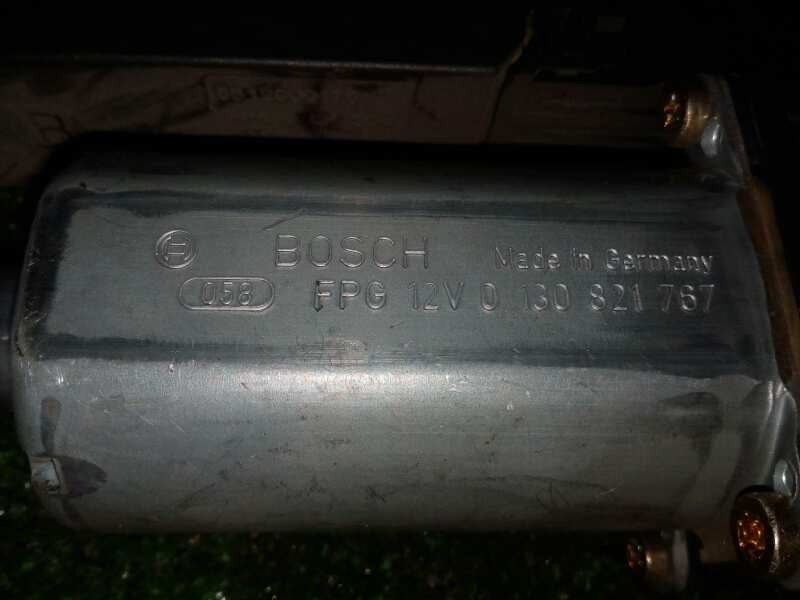 BOSCH Made in Germany
058 FPG 12V 0 130 821 767